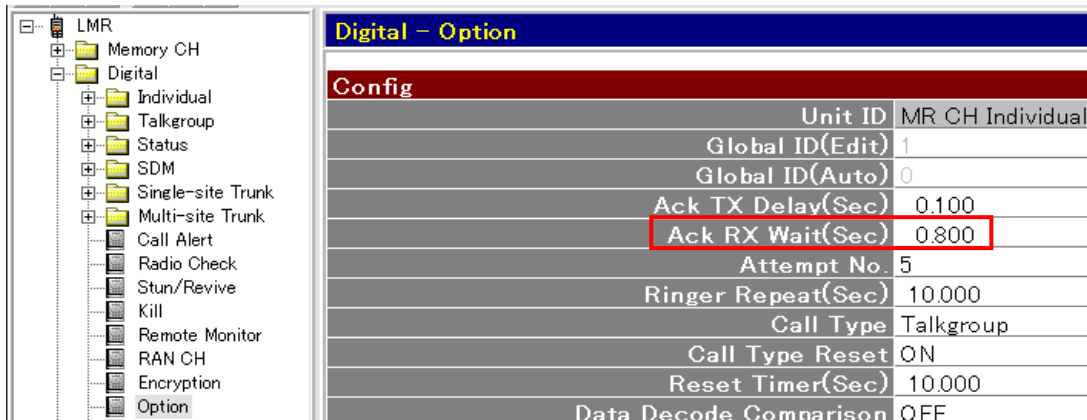 LMR
Memory CH
Digital
Individual
Talkgroup
Status
SDM
Single-site Trunk
Multi-site Trunk
Call Alert
Radio Check
Stun/Revive
Kill
Remote Monitor
RAN CH
Encryption
Option
Digital - Option
Config
Unit ID MR CH Individual
Global ID(Edit) 1
Global ID(Auto) 0
Ack TX Delay(Sec) 0.100
Ack RX Wait(Sec) 0.800
Attempt No. 5
Ringer Repeat(Sec) 10.000
Call Type Talkgroup
Call Type Reset ON
Reset Timer(Sec) 10.000
Data Decode Comparison OFF